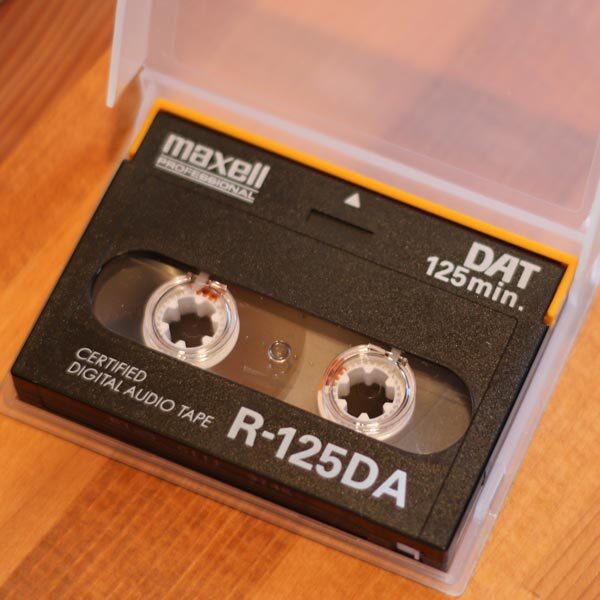 maxell
PROFESSIONAL
DAT
125min.
CERTIFIED
DIGITAL AUDIO TAPE
R-125DA